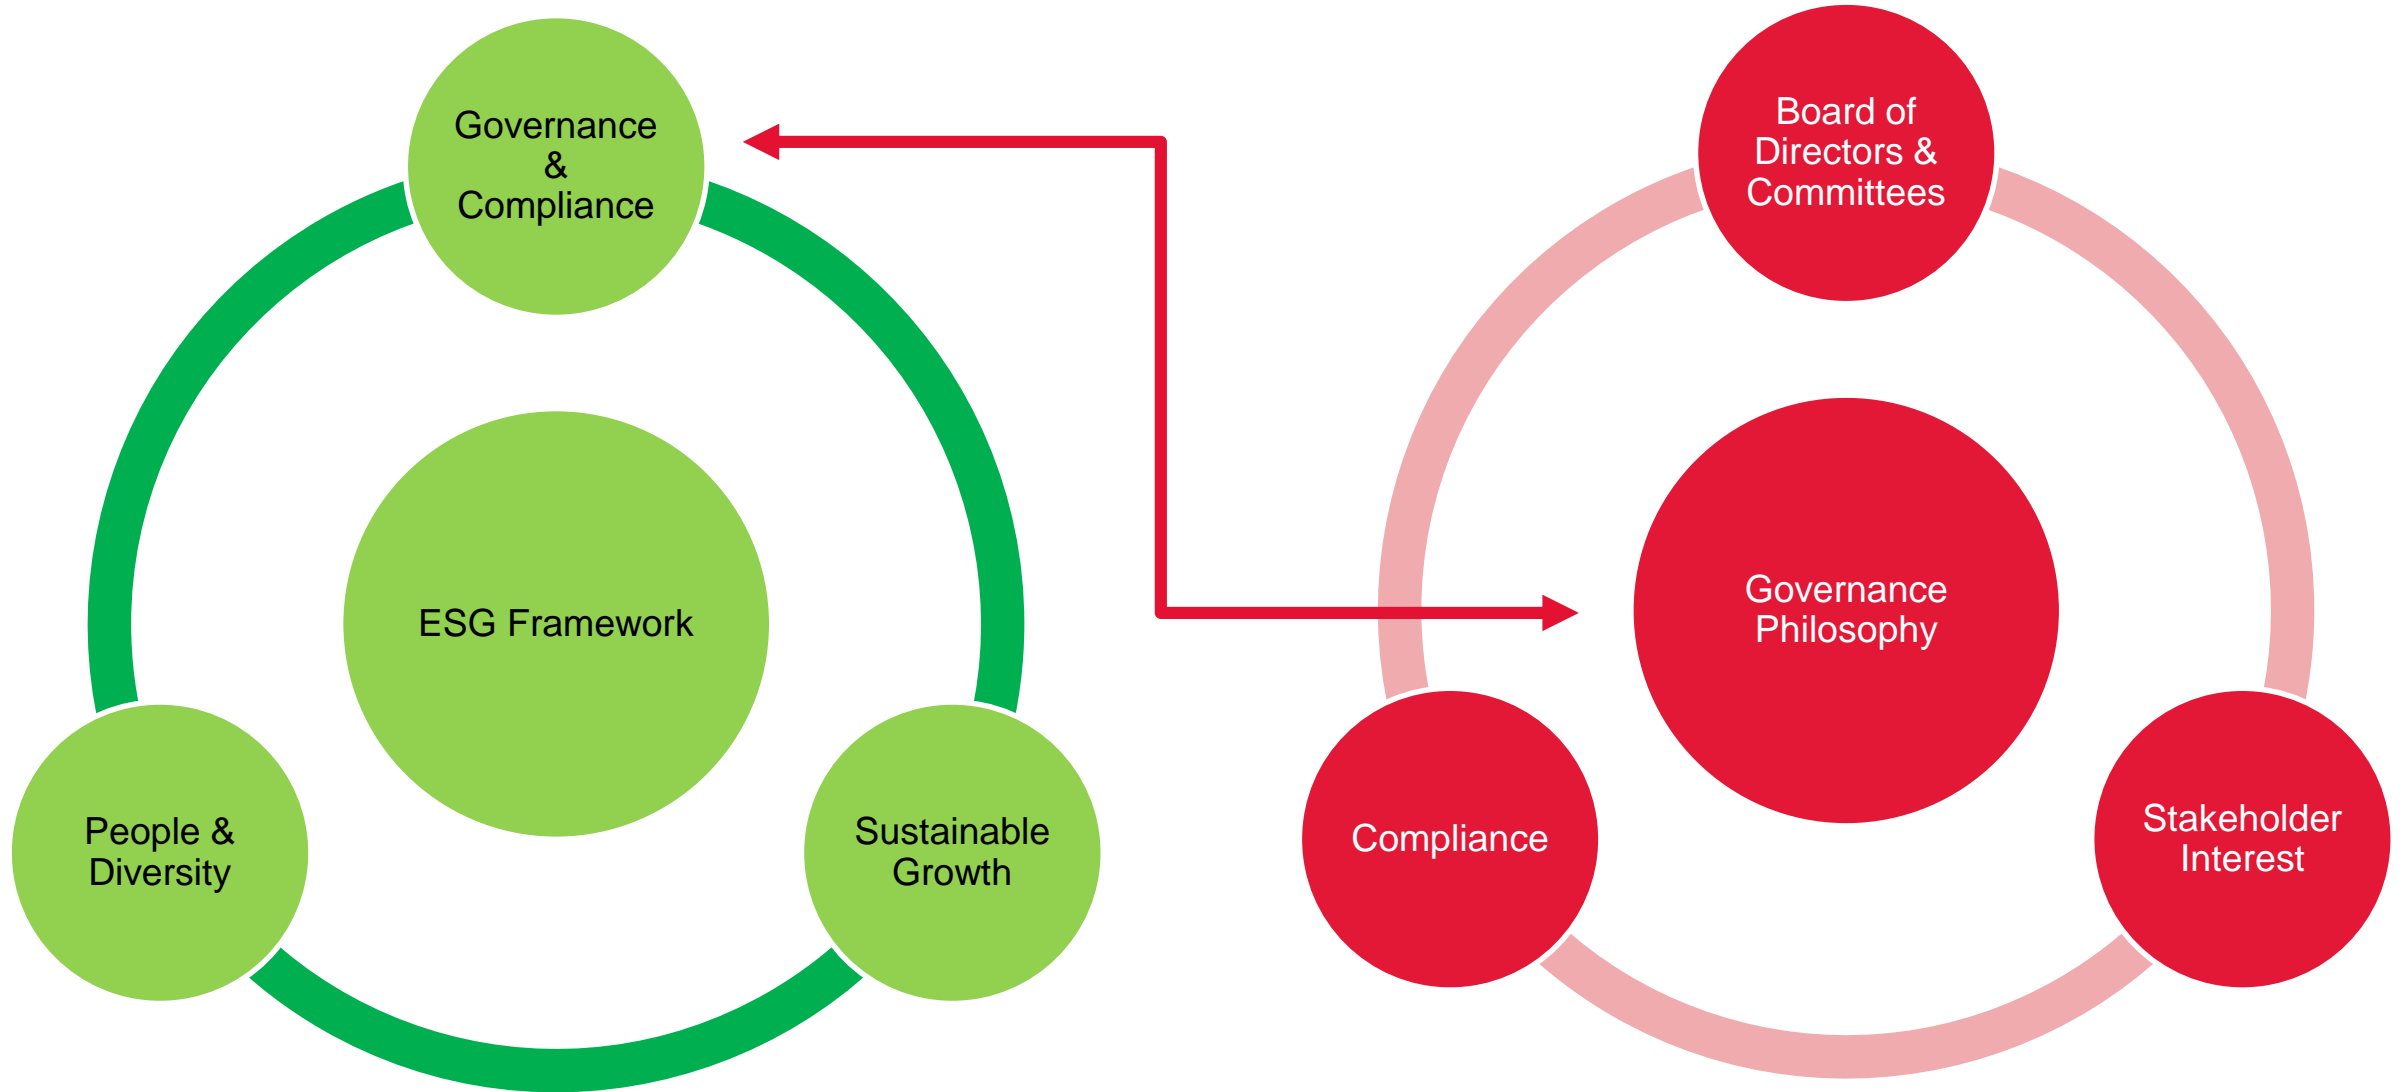 Governance
&
Compliance
ESG Framework
People &
Diversity
Sustainable
Growth
Board of
Directors &
Committees
Governance
Philosophy
Compliance
Stakeholder
Interest